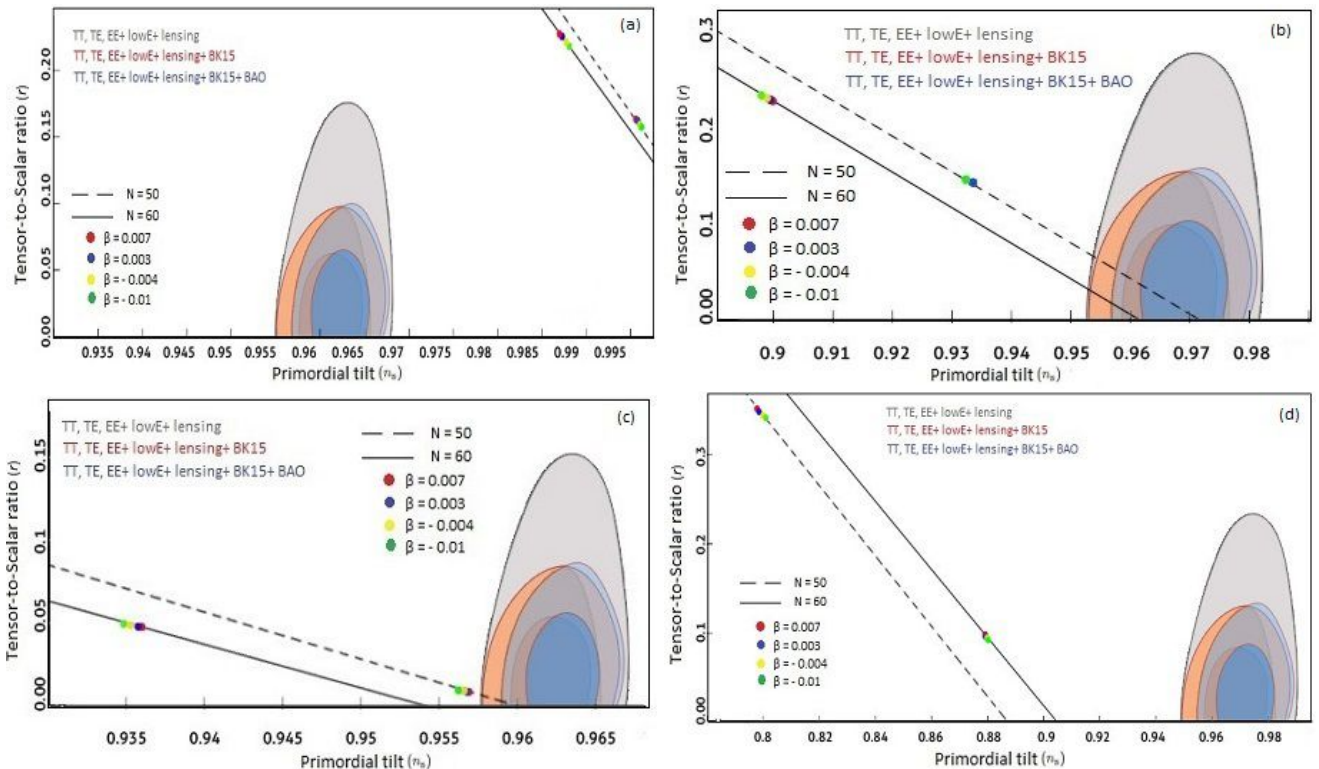 (a)
TT, TE, EE+ lowE+ lensing
TT, TE, EE+ lowE+ lensing+ BK15
TT, TE, EE+ lowE+ lensing+ BK15+ BAO
N = 50
N = 60
β = 0.007
β = 0.003
β = - 0.004
β = - 0.01
Tensor-to-Scalar ratio (r)
0.20
0.15
0.10
0.05
0.00
0.935 0.94 0.945 0.95 0.955 0.96 0.965 0.97 0.975 0.98 0.985 0.99 0.995
Primordial tilt (nₛ)
(b)
TT, TE, EE+ lowE+ lensing
TT, TE, EE+ lowE+ lensing+ BK15
TT, TE, EE+ lowE+ lensing+ BK15+ BAO
N = 50
N = 60
β = 0.007
β = 0.003
β = - 0.004
β = - 0.01
Tensor-to-Scalar ratio (r)
0.3
0.2
0.1
0.00
0.9 0.91 0.92 0.93 0.94 0.95 0.96 0.97 0.98
Primordial tilt (nₛ)
(c)
TT, TE, EE+ lowE+ lensing
TT, TE, EE+ lowE+ lensing+ BK15
TT, TE, EE+ lowE+ lensing+ BK15+ BAO
N = 50
N = 60
β = 0.007
β = 0.003
β = - 0.004
β = - 0.01
Tensor-to-Scalar ratio (r)
0.15
0.1
0.05
0.00
0.935 0.94 0.945 0.95 0.955 0.96 0.965
Primordial tilt (nₛ)
(d)
TT, TE, EE+ lowE+ lensing
TT, TE, EE+ lowE+ lensing+ BK15
TT, TE, EE+ lowE+ lensing+ BK15+ BAO
N = 50
N = 60
β = 0.007
β = 0.003
β = - 0.004
β = - 0.01
Tensor-to-Scalar ratio (r)
0.3
0.2
0.1
0.00
0.8 0.82 0.84 0.86 0.88 0.9 0.92 0.94 0.96 0.98
Primordial tilt (nₛ)